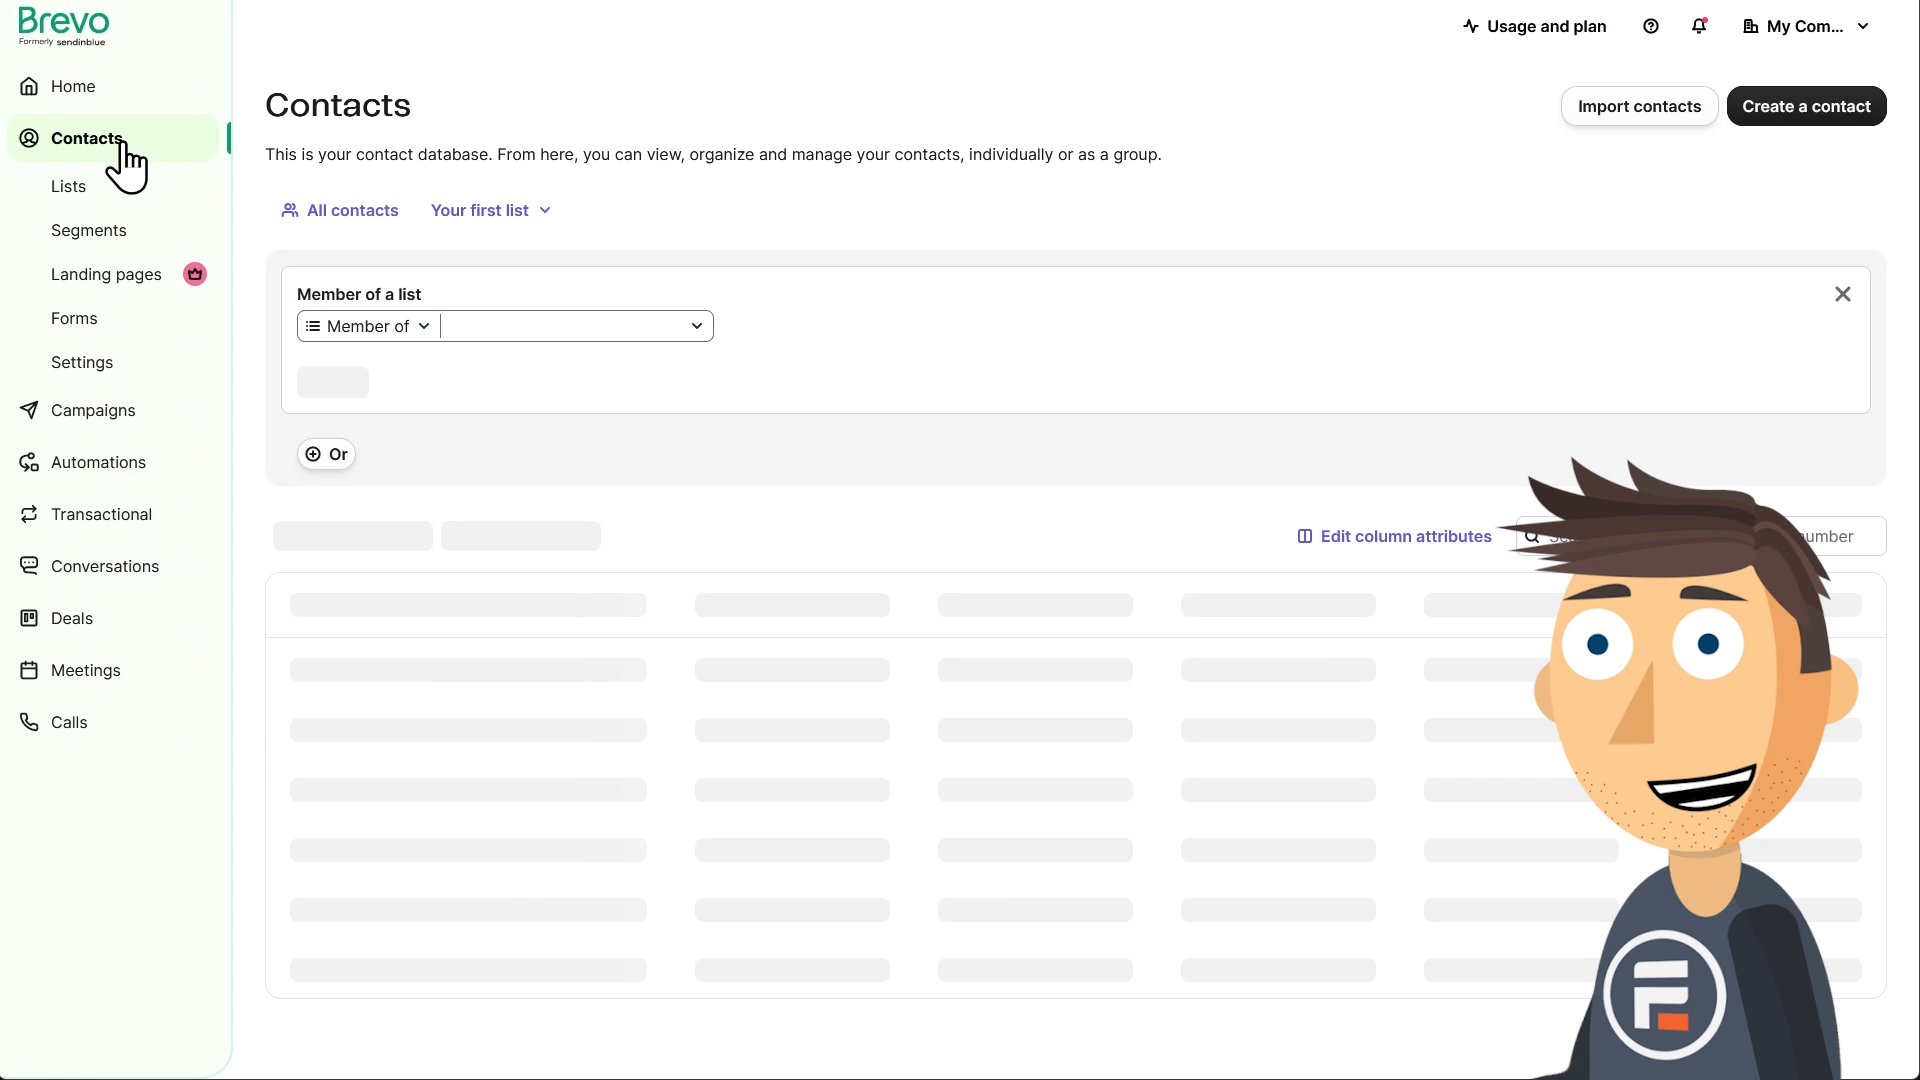 Brevo
Formerly sendinblue
Usage and plan
My Com...
Home
Contacts
Lists
Segments
Landing pages
Forms
Settings
Campaigns
Automations
Transactional
Conversations
Deals
Meetings
Calls
Contacts
Import contacts
Create a contact
This is your contact database. From here, you can view, organize and manage your contacts, individually or as a group.
All contacts
Your first list
Member of a list
Member of
Or
Edit column attributes
F